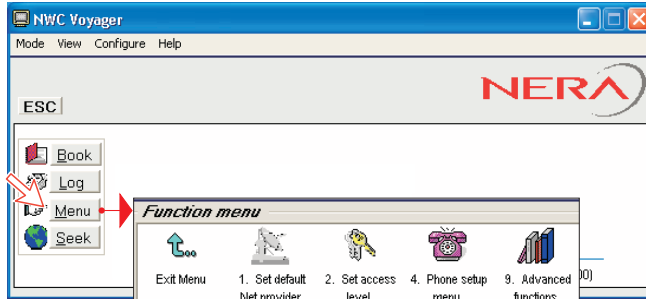 NWC Voyager
Mode View Configure Help
NERA
ESC
Book
Log
Menu
Seek
Function menu
Exit Menu
1. Set default
Net provider
2. Set access
level
4. Phone setup
menu
9. Advanced
functions
00)